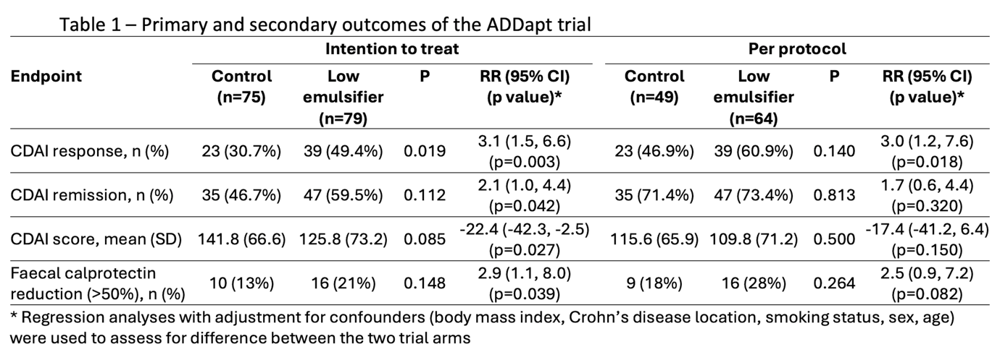 Table 1 – Primary and secondary outcomes of the ADDapt trial
Intention to treat Per protocol
Endpoint Control (n=75) Low emulsifier (n=79) P RR (95% CI) (p value)* Control (n=49) Low emulsifier (n=64) P RR (95% CI) (p value)*
CDAI response, n (%) 23 (30.7%) 39 (49.4%) 0.019 3.1 (1.5, 6.6) (p=0.003) 23 (46.9%) 39 (60.9%) 0.140 3.0 (1.2, 7.6) (p=0.018)
CDAI remission, n (%) 35 (46.7%) 47 (59.5%) 0.112 2.1 (1.0, 4.4) (p=0.042) 35 (71.4%) 47 (73.4%) 0.813 1.7 (0.6, 4.4) (p=0.320)
CDAI score, mean (SD) 141.8 (66.6) 125.8 (73.2) 0.085 -22.4 (-42.3, -2.5) (p=0.027) 115.6 (65.9) 109.8 (71.2) 0.500 -17.4 (-41.2, 6.4) (p=0.150)
Faecal calprotectin reduction (>50%), n (%) 10 (13%) 16 (21%) 0.148 2.9 (1.1, 8.0) (p=0.039) 9 (18%) 16 (28%) 0.264 2.5 (0.9, 7.2) (p=0.082)
* Regression analyses with adjustment for confounders (body mass index, Crohn's disease location, smoking status, sex, age)
were used to assess for difference between the two trial arms